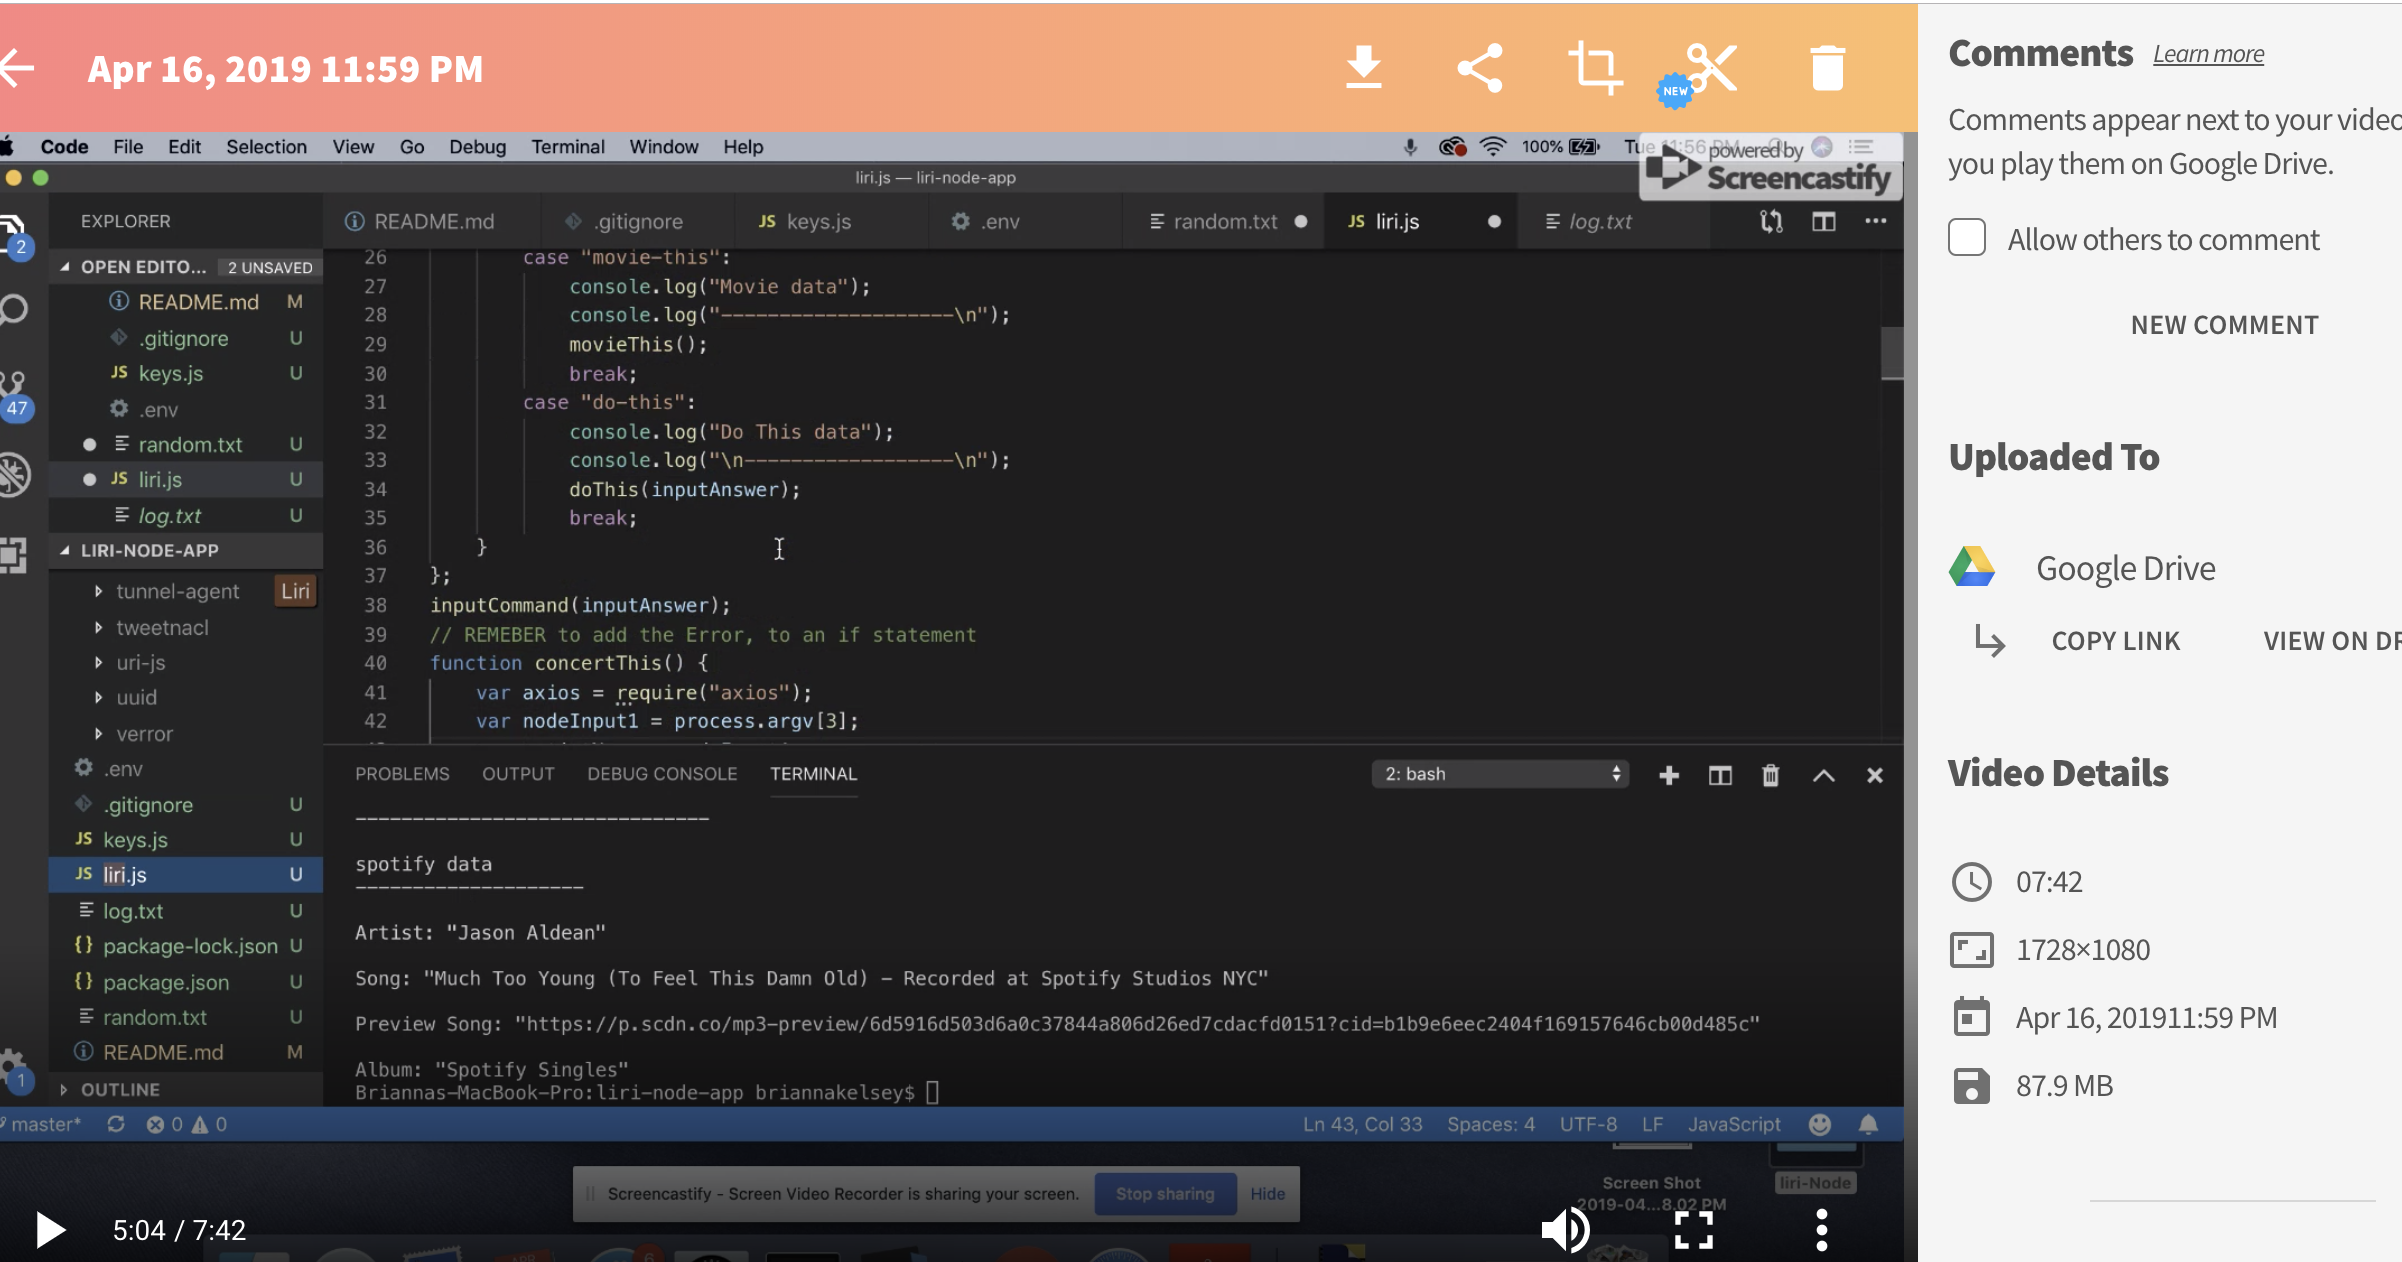 Apr 16, 2019 11:59 PM
NEW
Code File Edit Selection View Go Debug Terminal Window Help
100%
Tue 11:56 PM
powered by
Screencastify
liri.js — liri-node-app
2
47
1
EXPLORER
OPEN EDITO... 2 UNSAVED
README.md M
.gitignore U
JS keys.js U
.env
random.txt U
JS liri.js U
log.txt U
LIRI-NODE-APP
tunnel-agent
Liri
tweetnacl
uri-js
uuid
verror
.env
.gitignore U
JS keys.js U
JS liri.js U
log.txt U
{} package-lock.json U
{} package.json U
random.txt U
README.md M
OUTLINE
README.md .gitignore JS keys.js .env random.txt JS liri.js log.txt
26 case "movie-this":
27 console.log("Movie data");
28 console.log("--------------------\n");
29 movieThis();
30 break;
31 case "do-this":
32 console.log("Do This data");
33 console.log("\n------------------\n");
34 doThis(inputAnswer);
35 break;
36 }
37 };
38 inputCommand(inputAnswer);
39 // REMEBER to add the Error, to an if statement
40 function concertThis() {
41 var axios = require("axios");
42 var nodeInput1 = process.argv[3];
PROBLEMS OUTPUT DEBUG CONSOLE TERMINAL
2: bash
-------------------------------
spotify data
--------------------
Artist: "Jason Aldean"
Song: "Much Too Young (To Feel This Damn Old) - Recorded at Spotify Studios NYC"
Preview Song: "https://p.scdn.co/mp3-preview/6d5916d503d6a0c37844a806d26ed7cdacfd0151?cid=b1b9e6eec2404f169157646cb00d485c"
Album: "Spotify Singles"
Briannas-MacBook-Pro:liri-node-app briannakelsey$
master* 0 0
Ln 43, Col 33 Spaces: 4 UTF-8 LF JavaScript
Screencastify - Screen Video Recorder is sharing your screen. Stop sharing Hide
Screen Shot
2019-04...8.02 PM
liri-Node
5:04 / 7:42
Comments Learn more
Comments appear next to your video
you play them on Google Drive.
Allow others to comment
NEW COMMENT
Uploaded To
Google Drive
COPY LINK VIEW ON DR
Video Details
07:42
1728×1080
Apr 16, 201911:59 PM
87.9 MB